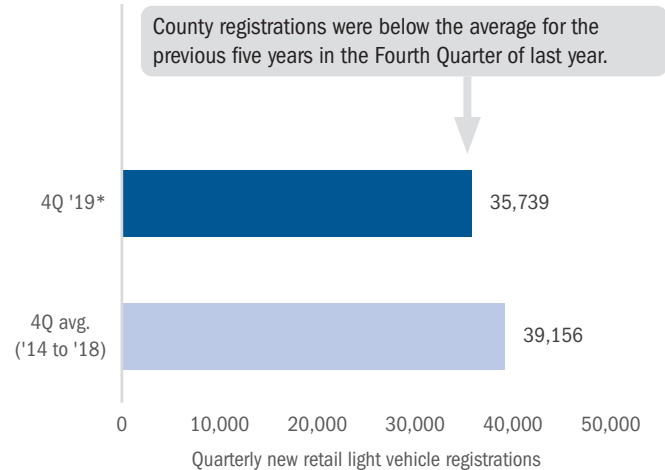 County registrations were below the average for the
previous five years in the Fourth Quarter of last year.
4Q '19*
35,739
4Q avg.
('14 to '18)
39,156
0
10,000
20,000
30,000
40,000
50,000
Quarterly new retail light vehicle registrations